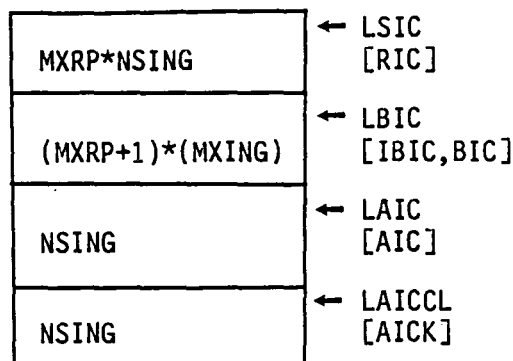 ← LSIC
MXRP*NSING [RIC]
← LBIC
(MXRP+1)*(MXING) [IBIC,BIC]
← LAIC
NSING [AIC]
← LAICCL
NSING [AICK]